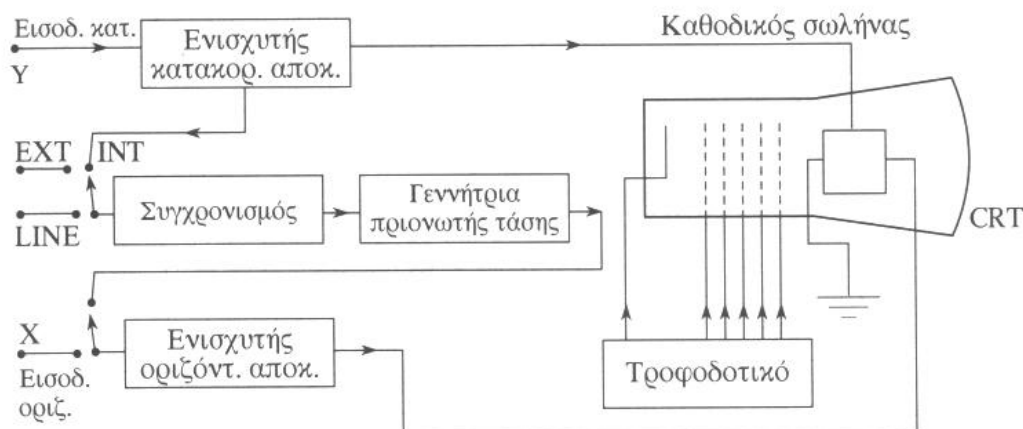 Εισοδ. κατ.
Y
Ενισχυτής
κατακορ. αποκ.
Καθοδικός σωλήνας
EXT
INT
LINE
Συγχρονισμός
Γεννήτρια
πριονωτής τάσης
CRT
X
Εισοδ.
οριζ.
Ενισχυτής
οριζόντ. αποκ.
Τροφοδοτικό